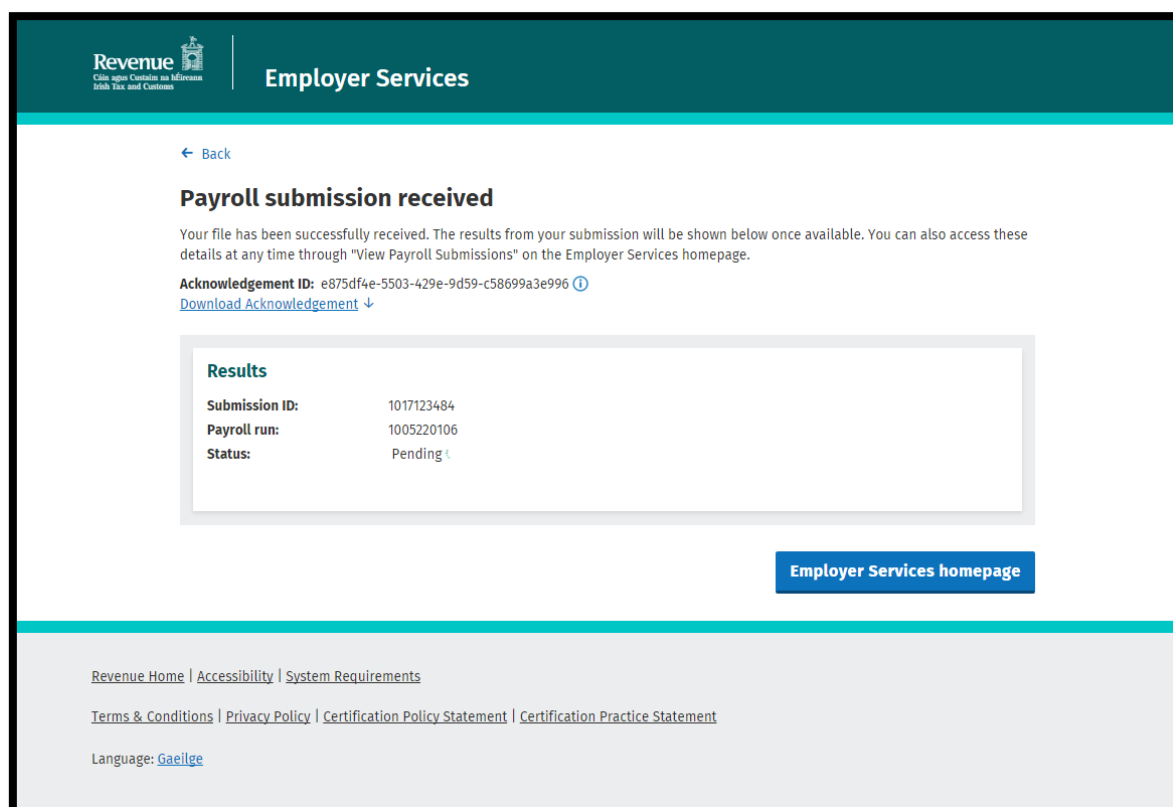 Revenue
Cáin agus Custaim na hÉireann
Irish Tax and Customs
Employer Services
← Back
Payroll submission received
Your file has been successfully received. The results from your submission will be shown below once available. You can also access these
details at any time through "View Payroll Submissions" on the Employer Services homepage.
Acknowledgement ID: e875df4e-5503-429e-9d59-c58699a3e996
Download Acknowledgement ↓
Results
Submission ID: 1017123484
Payroll run: 1005220106
Status: Pending
Employer Services homepage
Revenue Home | Accessibility | System Requirements
Terms & Conditions | Privacy Policy | Certification Policy Statement | Certification Practice Statement
Language: Gaeilge